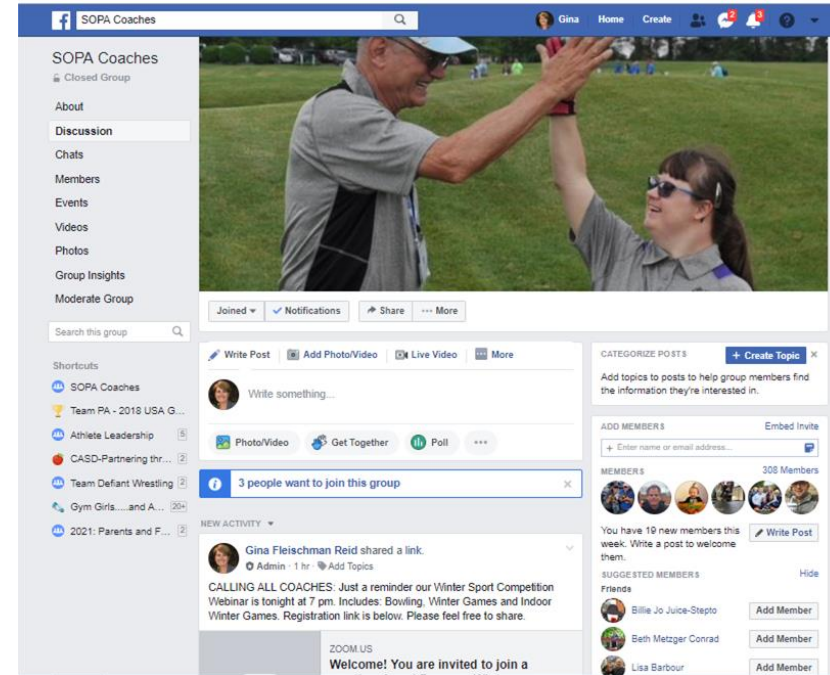 SOPA Coaches
Gina Home Create 2 3
SOPA Coaches
Closed Group
About
Discussion
Chats
Members
Events
Videos
Photos
Group Insights
Moderate Group
Search this group
Shortcuts
SOPA Coaches
Team PA - 2018 USA G...
Athlete Leadership 5
CASD-Partnering thr... 2
Team Defiant Wrestling 2
Gym Girls.....and A... 20+
2021: Parents and F... 2
Joined Notifications Share ··· More
Write Post Add Photo/Video Live Video More
Write something...
Photo/Video Get Together Poll ···
3 people want to join this group
NEW ACTIVITY
Gina Fleischman Reid shared a link.
Admin · 1 hr · Add Topics
CALLING ALL COACHES: Just a reminder our Winter Sport Competition
Webinar is tonight at 7 pm. Includes: Bowling, Winter Games and Indoor
Winter Games. Registration link is below. Please feel free to share.
ZOOM.US
Welcome! You are invited to join a
CATEGORIZE POSTS + Create Topic
Add topics to posts to help group members find
the information they're interested in.
ADD MEMBERS Embed Invite
+ Enter name or email address...
MEMBERS 308 Members
You have 19 new members this
week. Write a post to welcome
them.
Write Post
SUGGESTED MEMBERS Hide
Friends
Billie Jo Juice-Stepto Add Member
Beth Metzger Conrad Add Member
Lisa Barbour Add Member